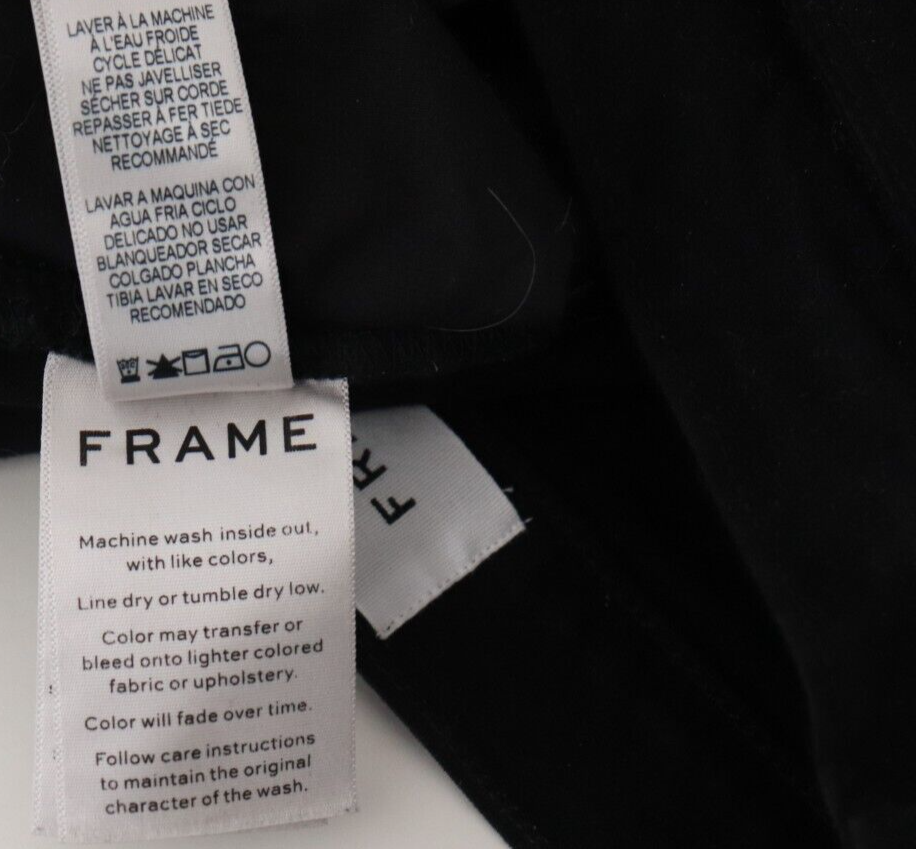 LAVER À LA MACHINE
À L'EAU FROIDE
CYCLE DÉLICAT
NE PAS JAVELLISER
SÉCHER SUR CORDE
REPASSER À FER TIEDE
NETTOYAGE À SEC
RECOMMANDÉ
LAVAR A MAQUINA CON
AGUA FRIA CICLO
DELICADO NO USAR
BLANQUEADOR SECAR
COLGADO PLANCHA
TIBIA LAVAR EN SECO
RECOMENDADO
FRAME
Machine wash inside out,
with like colors,
Line dry or tumble dry low.
Color may transfer or
bleed onto lighter colored
fabric or upholstery.
Color will fade over time.
Follow care instructions
to maintain the original
character of the wash.
FR